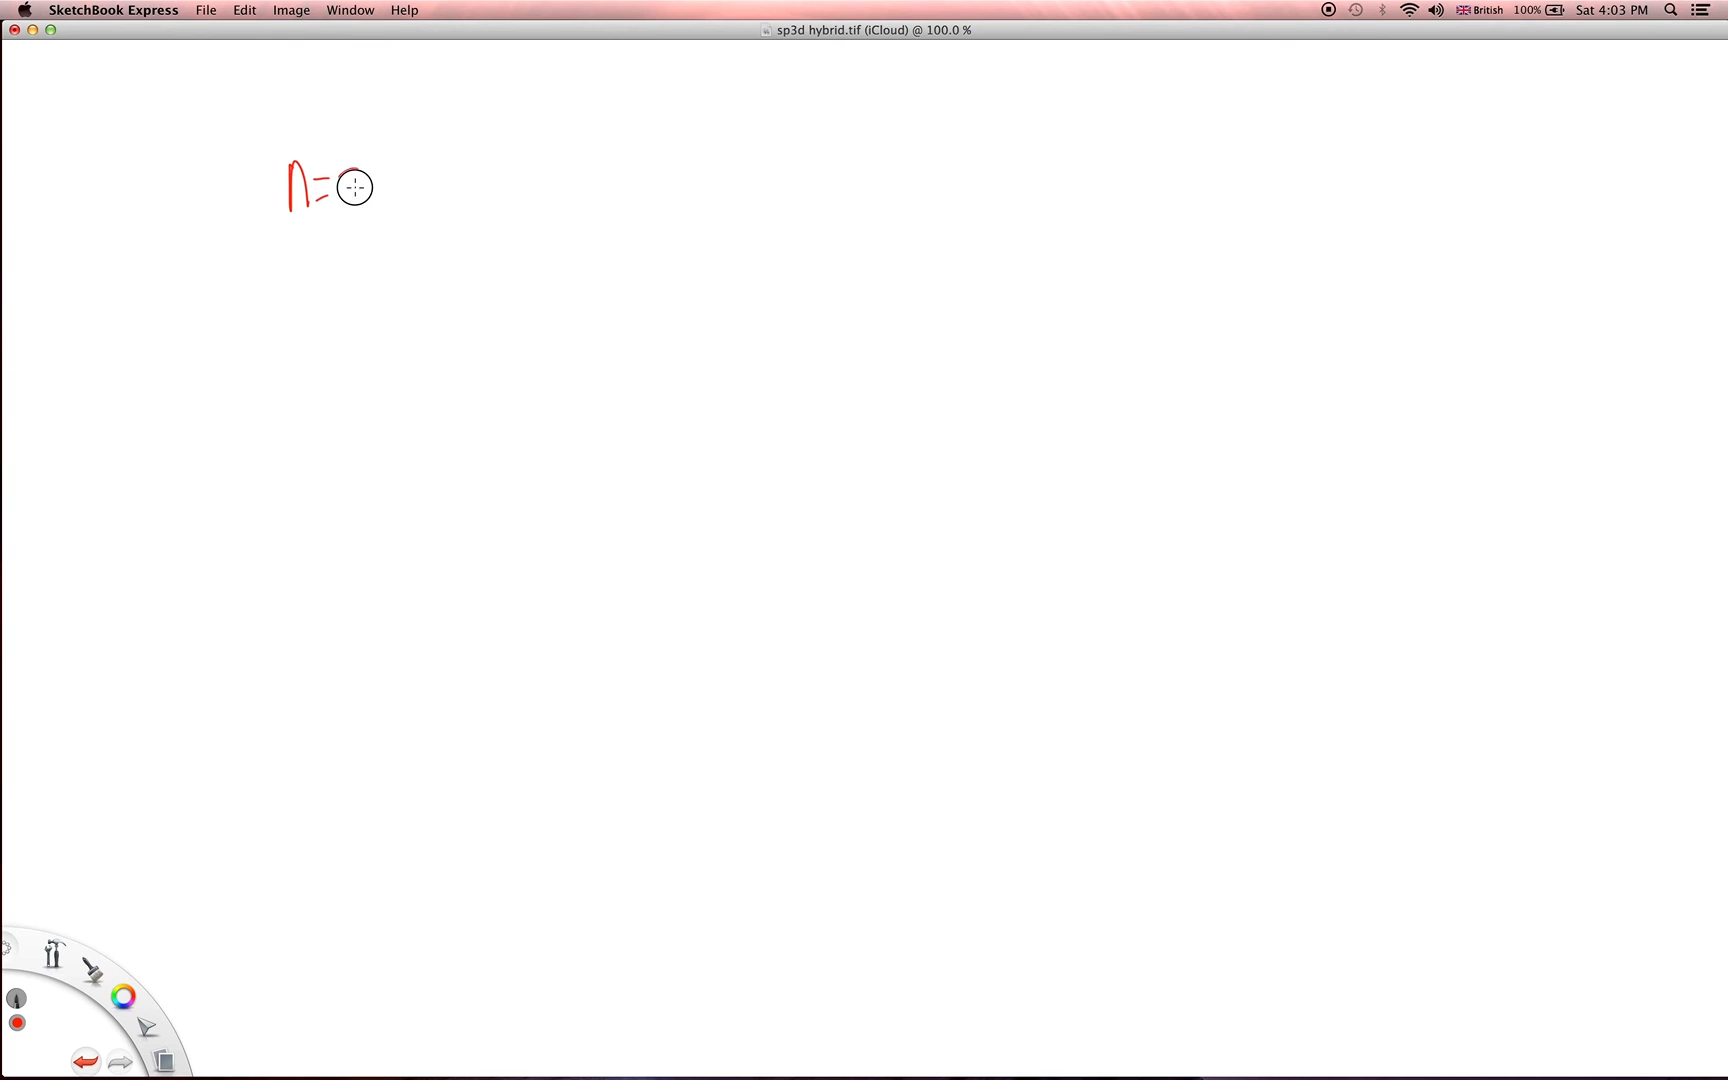 SketchBook Express File Edit Image Window Help British 100% Sat 4:03 PM
sp3d hybrid.tif (iCloud) @ 100.0 %
n=